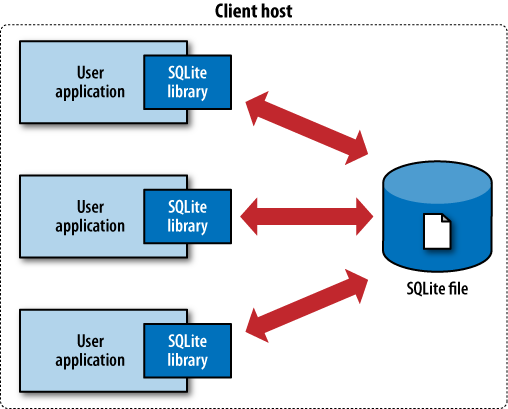 Client host
User
application
SQLite
library
User
application
SQLite
library
SQLite file
User
application
SQLite
library